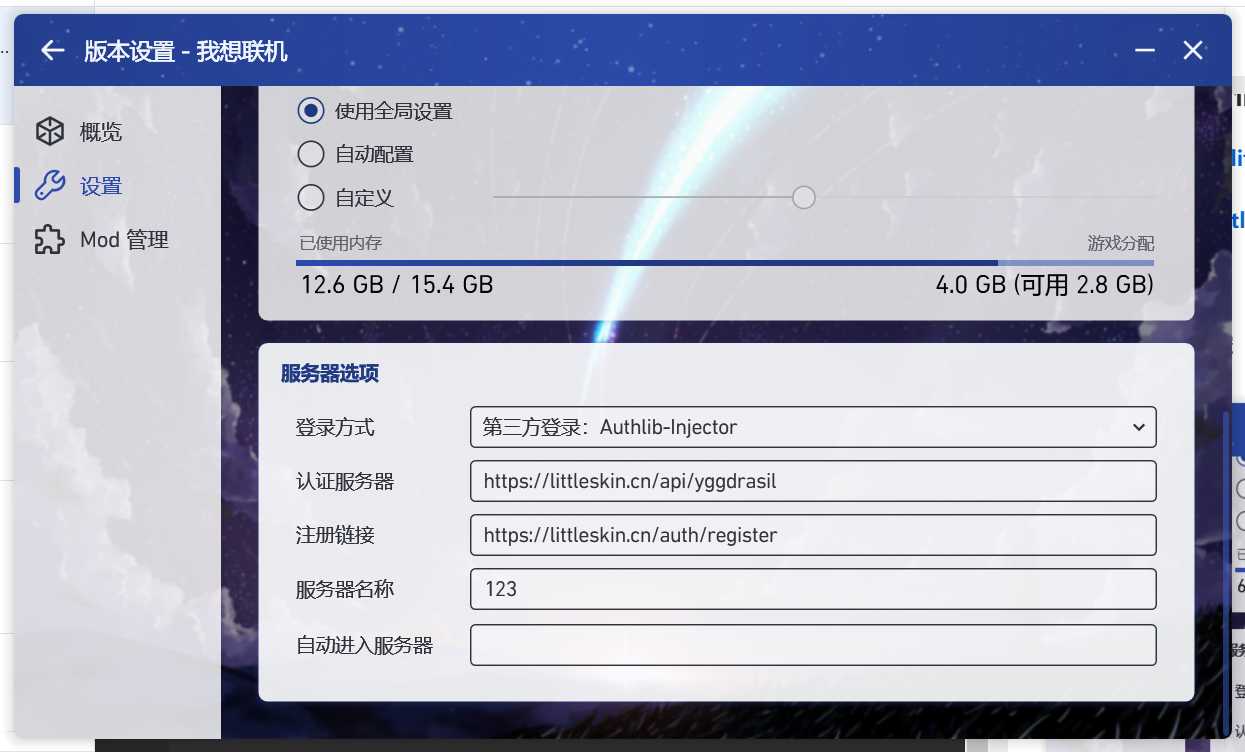 版本设置 - 我想联机
概览
设置
Mod 管理
使用全局设置
自动配置
自定义
已使用内存
游戏分配
12.6 GB / 15.4 GB
4.0 GB (可用 2.8 GB)
服务器选项
登录方式
第三方登录：Authlib-Injector
认证服务器
https://littleskin.cn/api/yggdrasil
注册链接
https://littleskin.cn/auth/register
服务器名称
123
自动进入服务器